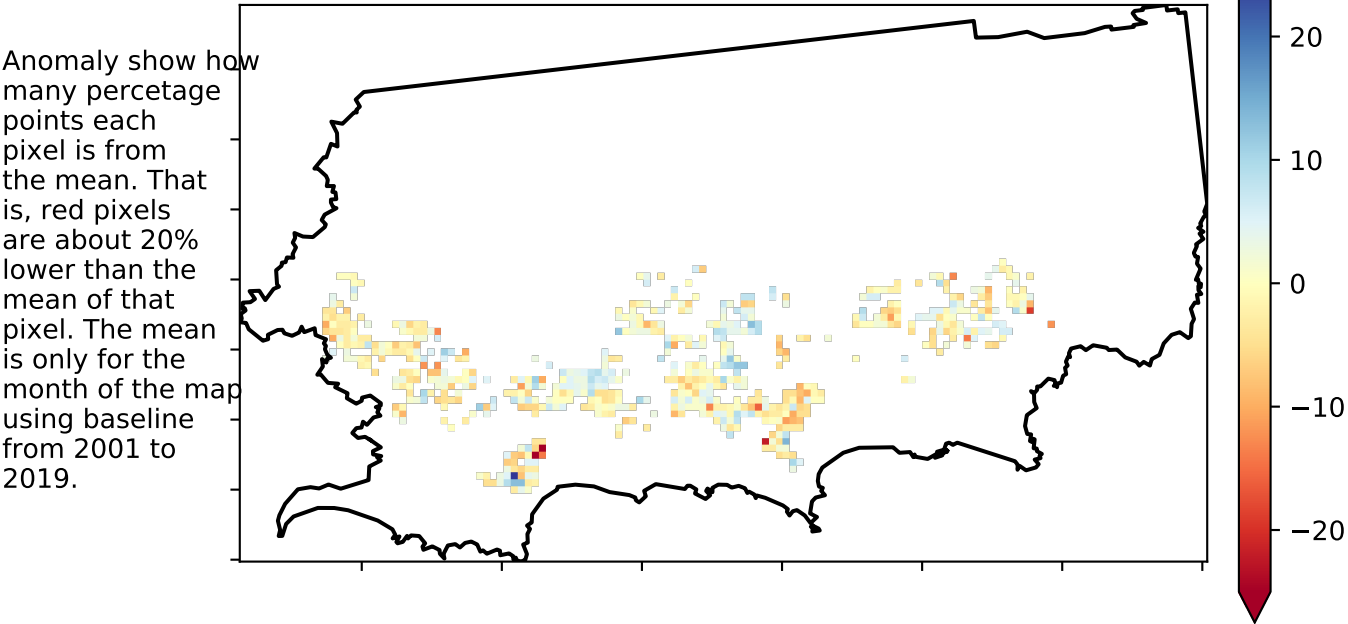 Anomaly show how
many percetage
points each
pixel is from
the mean. That
is, red pixels
are about 20%
lower than the
mean of that
pixel. The mean
is only for the
month of the map
using baseline
from 2001 to
2019.
20
10
0
−10
−20